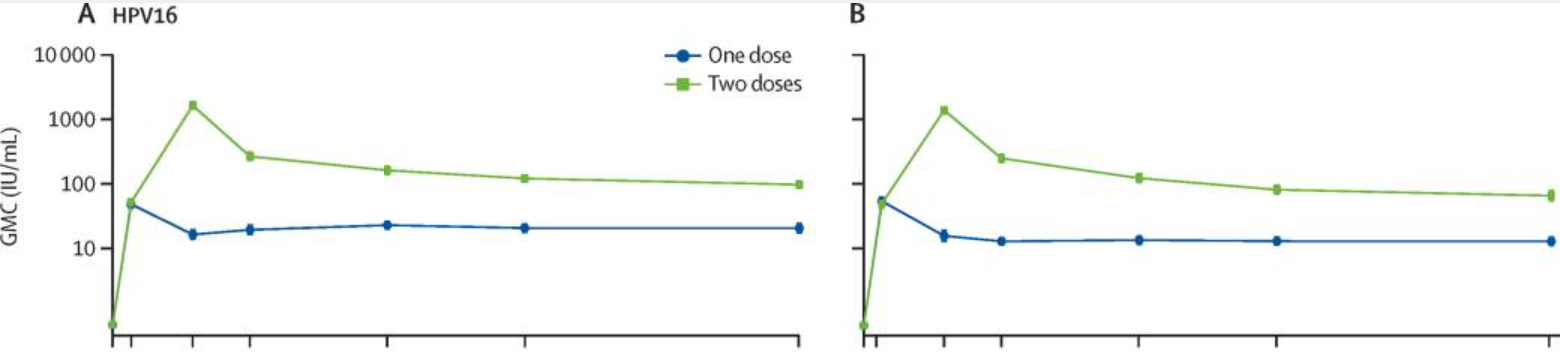 A HPV16
B
10 000
1000
100
10
GMC (IU/mL)
One dose
Two doses